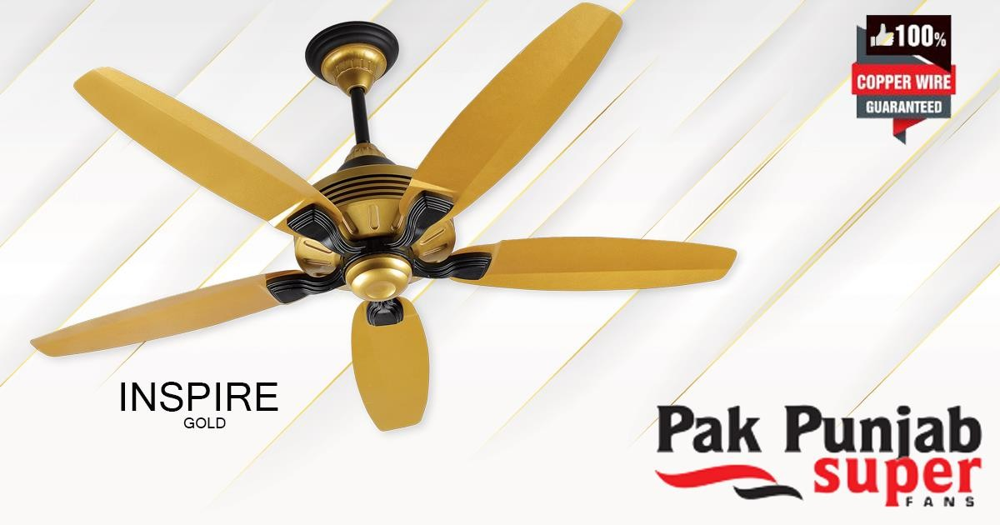 100%
COPPER WIRE
GUARANTEED
INSPIRE
GOLD
Pak Punjab
super
FANS